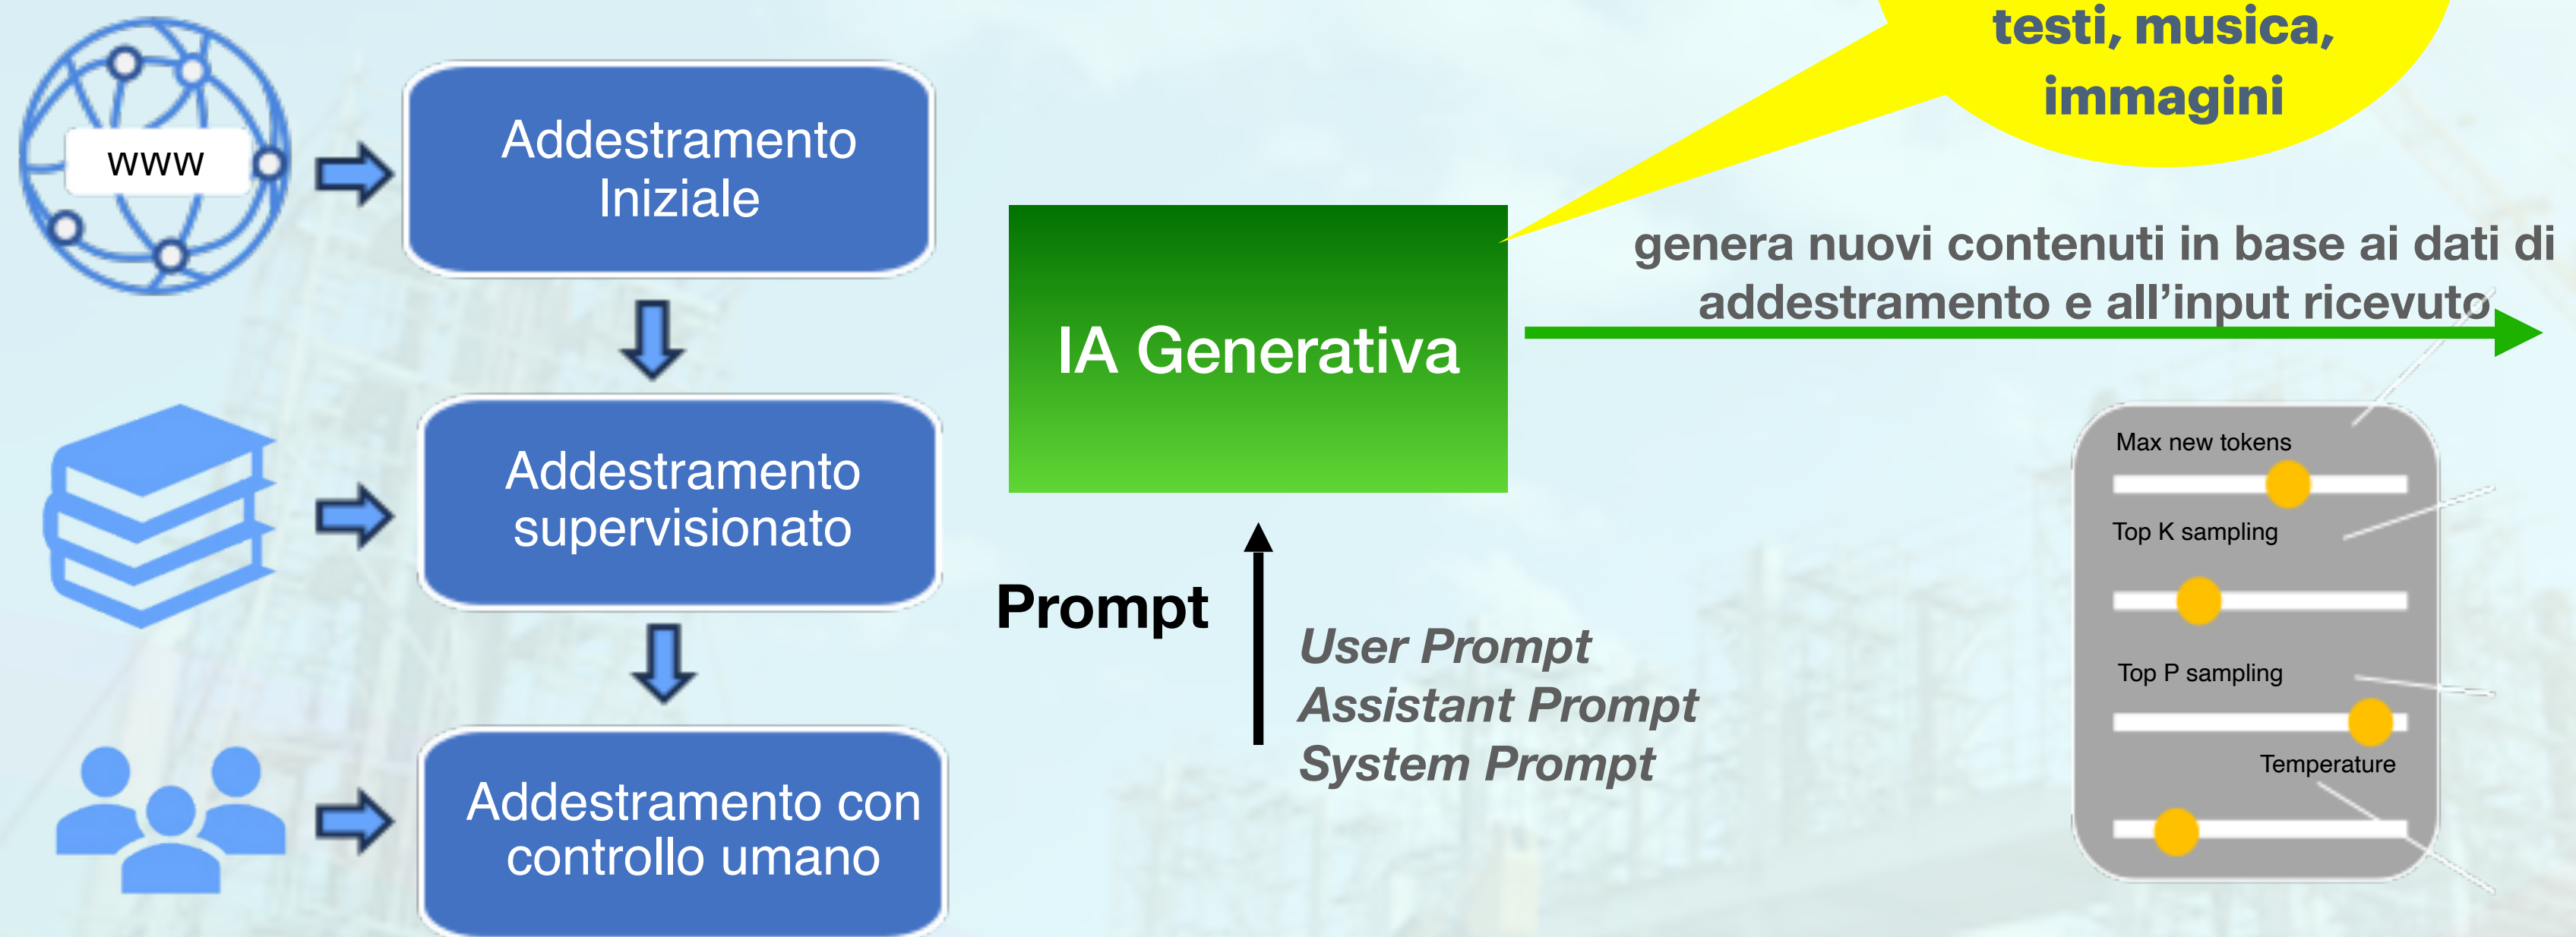 www
Addestramento
Iniziale
Addestramento
supervisionato
Addestramento con
controllo umano
IA Generativa
Prompt
User Prompt
Assistant Prompt
System Prompt
testi, musica,
immagini
genera nuovi contenuti in base ai dati di
addestramento e all’input ricevuto
Max new tokens
Top K sampling
Top P sampling
Temperature